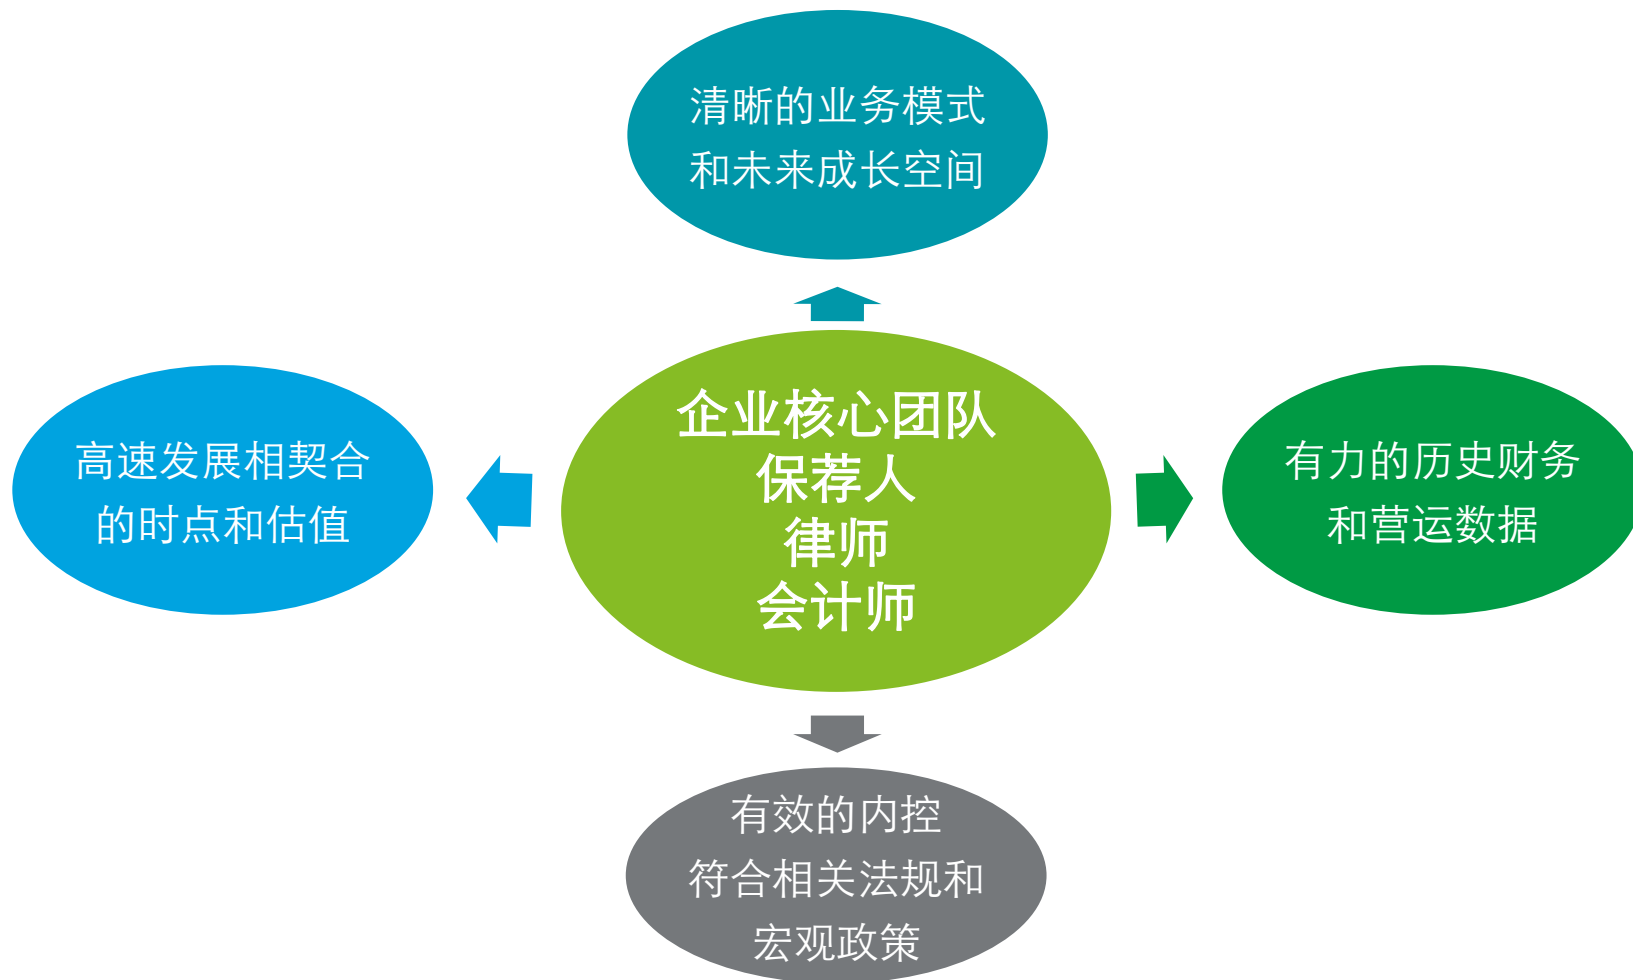 清晰的业务模式
和未来成长空间
高速发展相契合
的时点和估值
企业核心团队
保荐人
律师
会计师
有力的历史财务
和营运数据
有效的内控
符合相关法规和
宏观政策